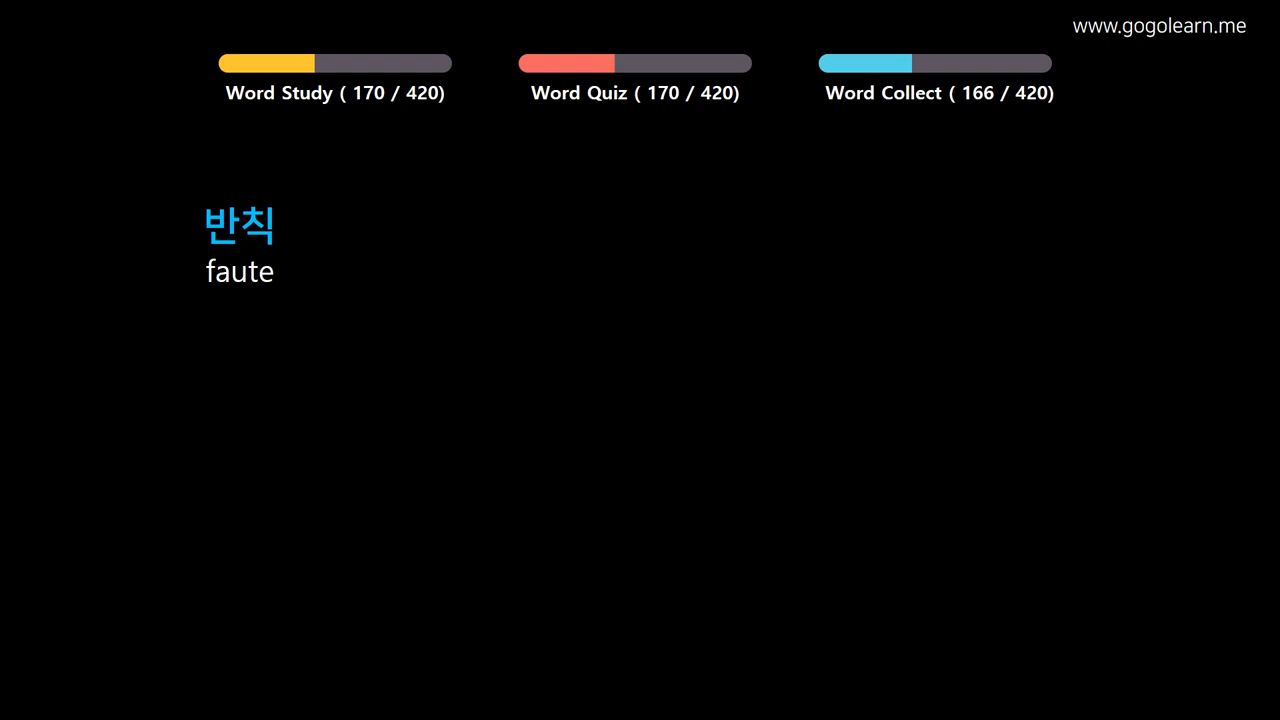 www.gogolearn.me
Word Study ( 170 / 420)
Word Quiz ( 170 / 420)
Word Collect ( 166 / 420)
반칙
faute